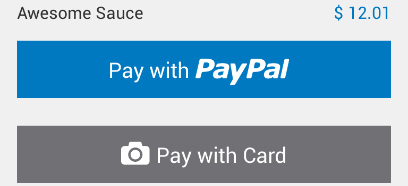 Awesome Sauce $ 12.01
Pay with PayPal
Pay with Card